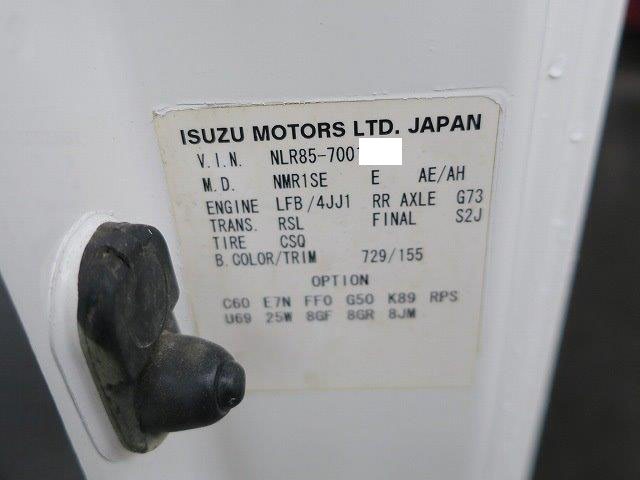 ISUZU MOTORS LTD. JAPAN
V.I.N. NLR85-7001
M.D. NMR1SE E AE/AH
ENGINE LFB/4JJ1 RR AXLE G73
TRANS. RSL FINAL S2J
TIRE CSQ
B.COLOR/TRIM 729/155
OPTION
C60 E7N FF0 G50 K89 RPS
U69 25W 8GF 8GR 8JM